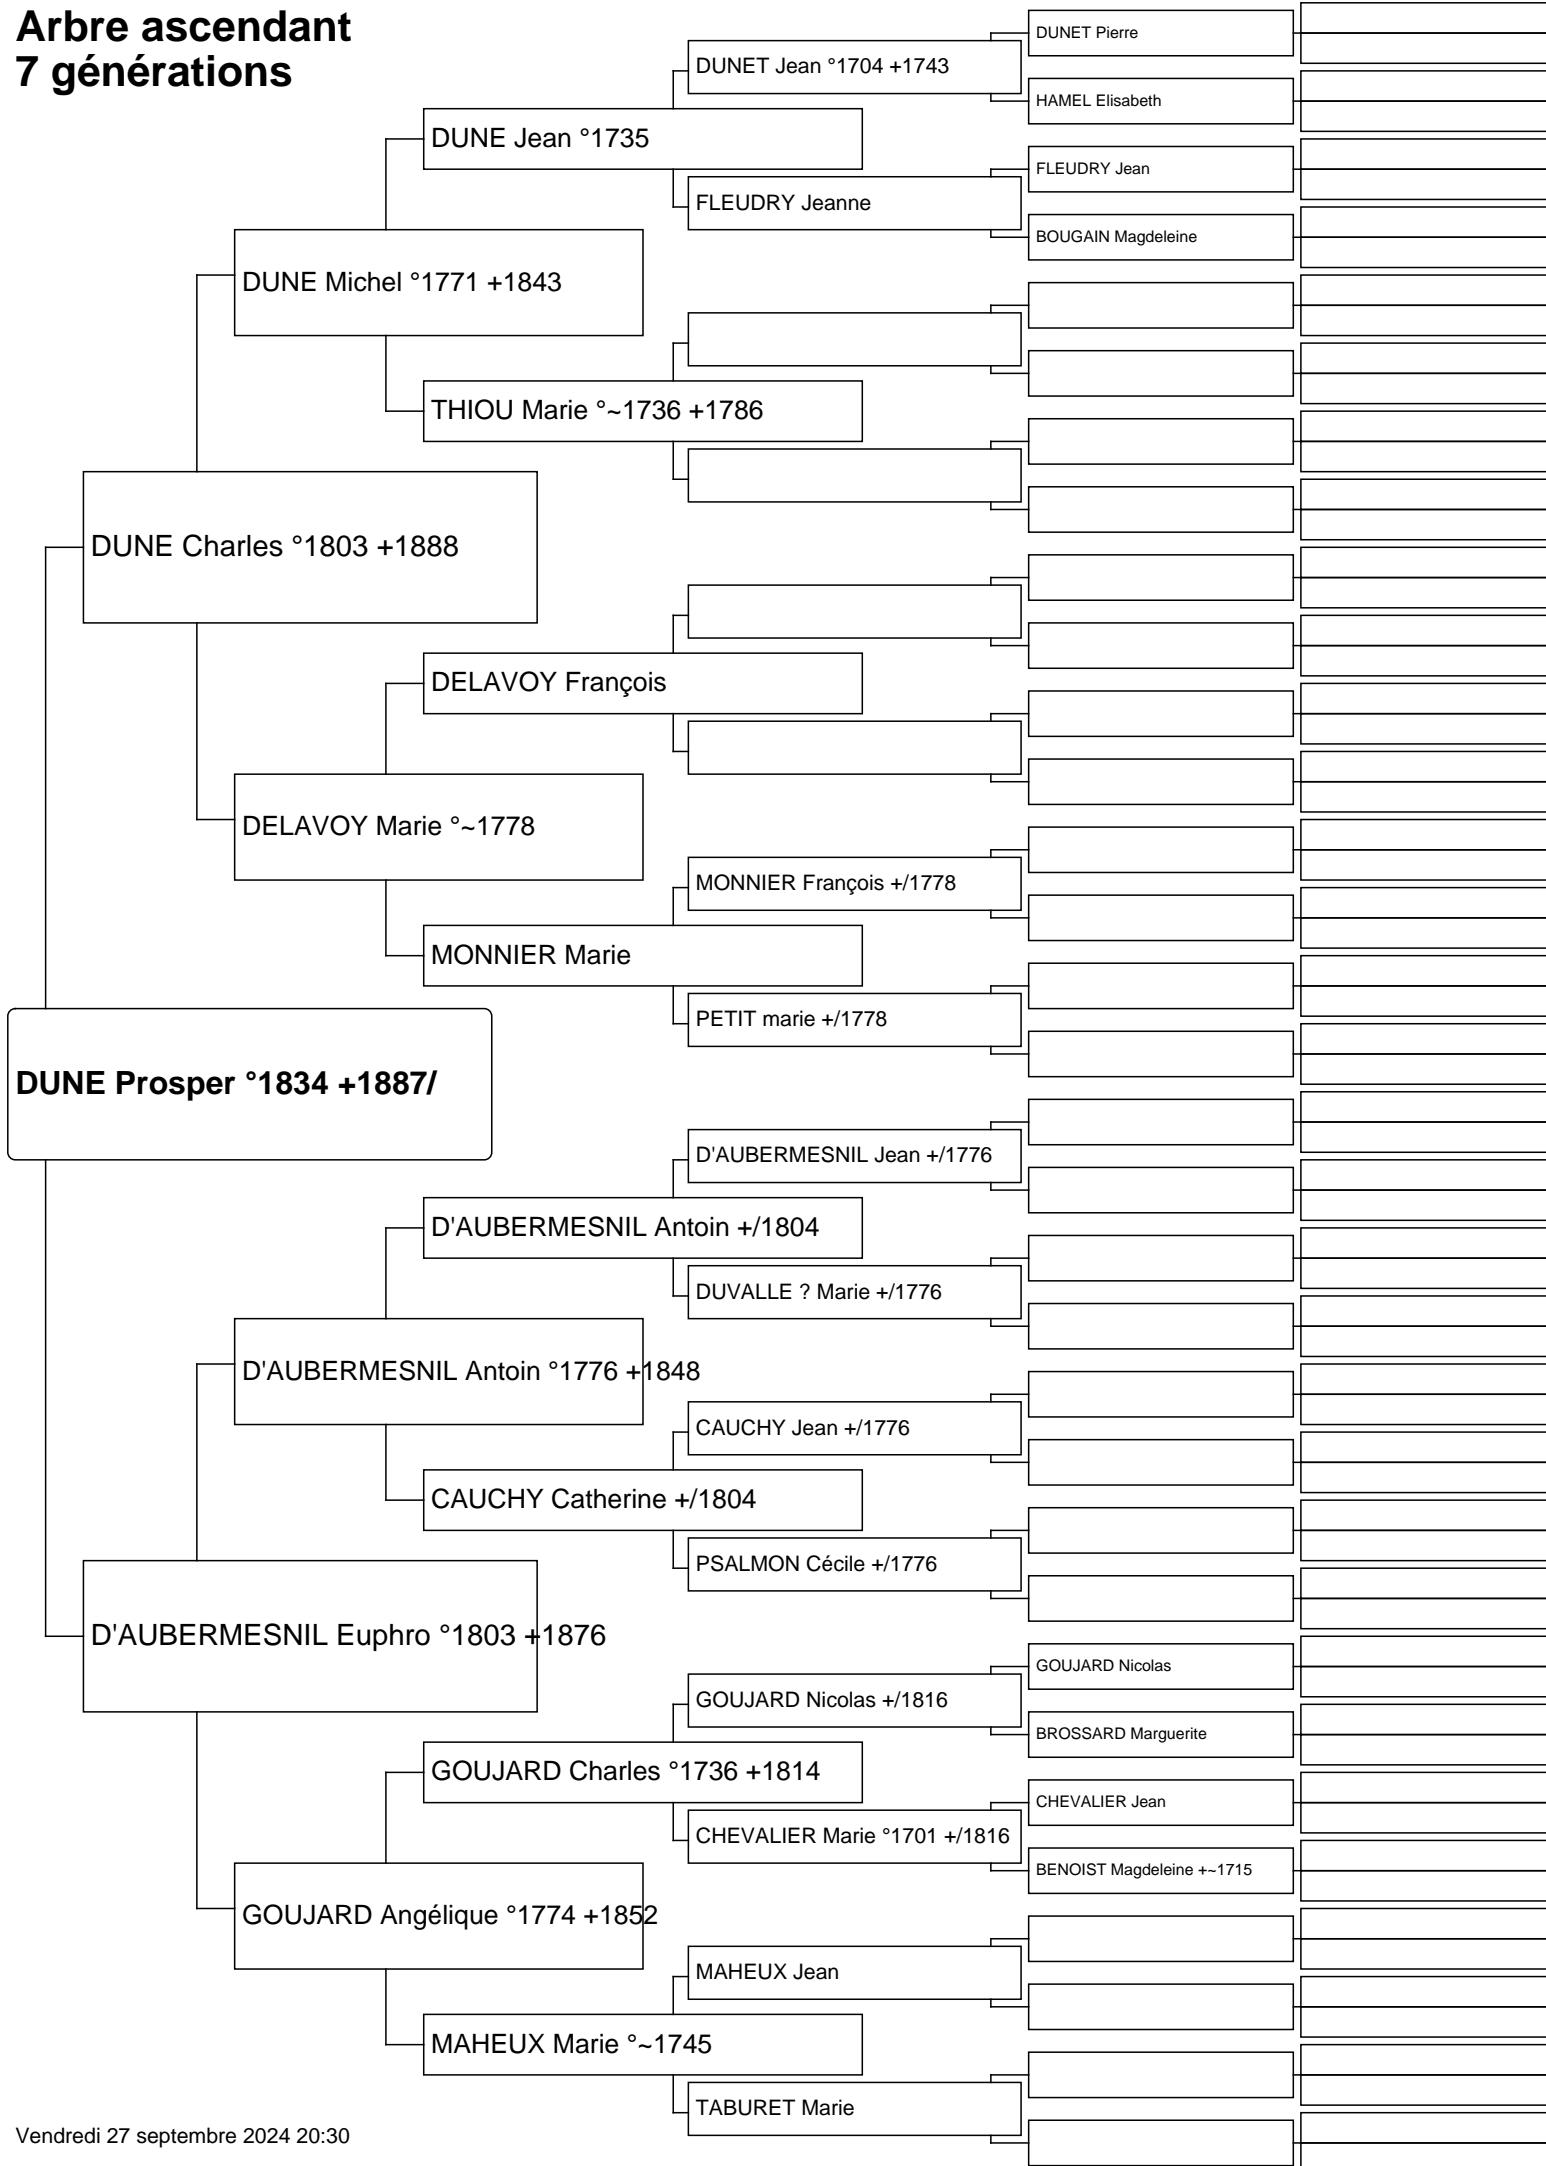 Arbre ascendant
7 générations
DUNET Pierre
DUNET Jean °1704 +1743
HAMEL Elisabeth
DUNE Jean °1735
FLEUDRY Jean
FLEUDRY Jeanne
BOUGAIN Magdeleine
DUNE Michel °1771 +1843
THIOU Marie °~1736 +1786
DUNE Charles °1803 +1888
DELAVOY François
DELAVOY Marie °~1778
MONNIER François +/1778
MONNIER Marie
PETIT marie +/1778
DUNE Prosper °1834 +1887/
D'AUBERMESNIL Jean +/1776
D'AUBERMESNIL Antoin +/1804
DUVALLE ? Marie +/1776
D'AUBERMESNIL Antoin °1776 +1848
CAUCHY Jean +/1776
CAUCHY Catherine +/1804
PSALMON Cécile +/1776
D'AUBERMESNIL Euphro °1803 +1876
GOUJARD Nicolas
GOUJARD Nicolas +/1816
BROSSARD Marguerite
GOUJARD Charles °1736 +1814
CHEVALIER Jean
CHEVALIER Marie °1701 +/1816
BENOIST Magdeleine +~1715
GOUJARD Angélique °1774 +1852
MAHEUX Jean
MAHEUX Marie °~1745
TABURET Marie
Vendredi 27 septembre 2024 20:30